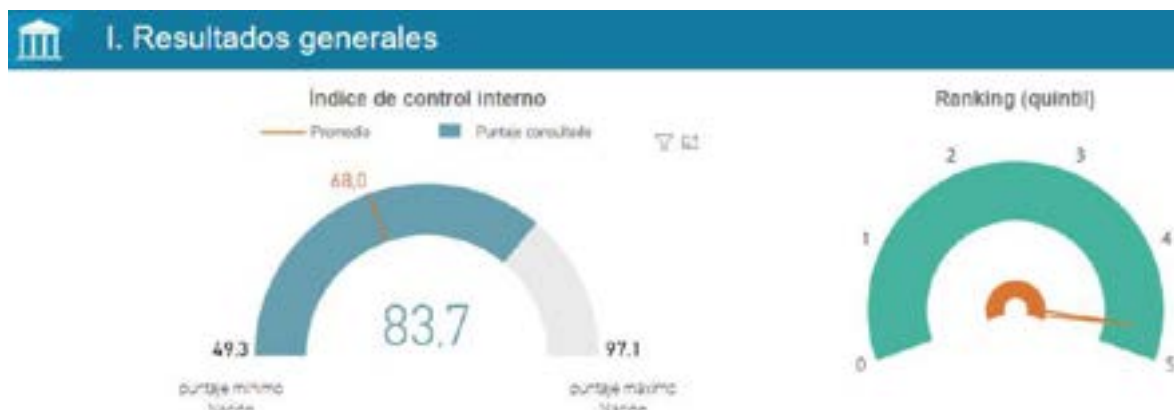 I. Resultados generales
Índice de control interno
Promedio
Puntaje consultado
68,0
83,7
49.3
97.1
puntaje mínimo
puntaje máximo
Ranking (quintil)
0
1
2
3
4
5